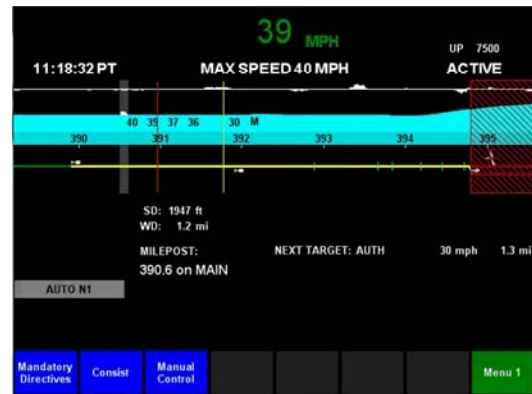 39 MPH
UP 7500
11:18:32 PT MAX SPEED 40 MPH ACTIVE
40 39 37 36 30 M
390 391 392 393 394 395
SD: 1947 ft
WD: 1.2 mi
MILEPOST: NEXT TARGET: AUTH 30 mph 1.3 mi
390.6 on MAIN
AUTO N1
Mandatory Directives Consist Manual Control Menu 1